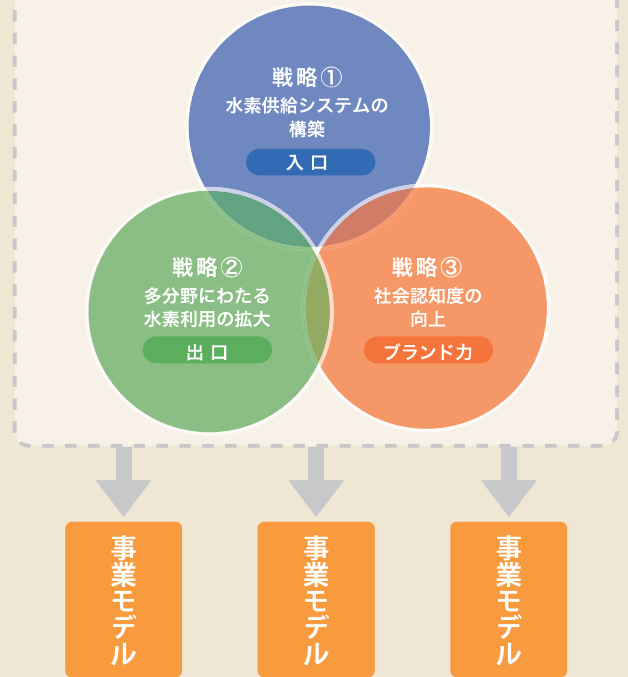 戦略①
水素供給システムの
構築
入口
戦略②
多分野にわたる
水素利用の拡大
出口
戦略③
社会認知度の
向上
ブランド力
事業モデル
事業モデル
事業モデル